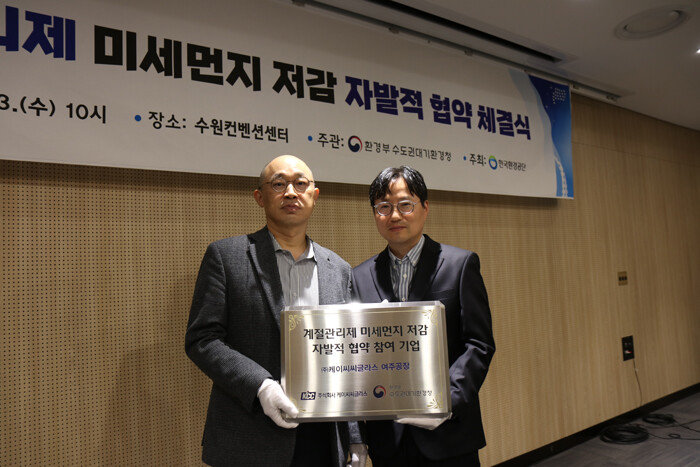 리제 미세먼지 저감 자발적 협약 체결식
3.(수) 10시 • 장소: 수원컨벤션센터 • 주관: 환경부 수도권대기환경청 • 주최: 한국환경공단
계절관리제 미세먼지 저감
자발적 협약 참여 기업
㈜케이씨씨글라스 여주공장
KCC 주식회사 케이씨씨글라스 환경부 수도권대기환경청